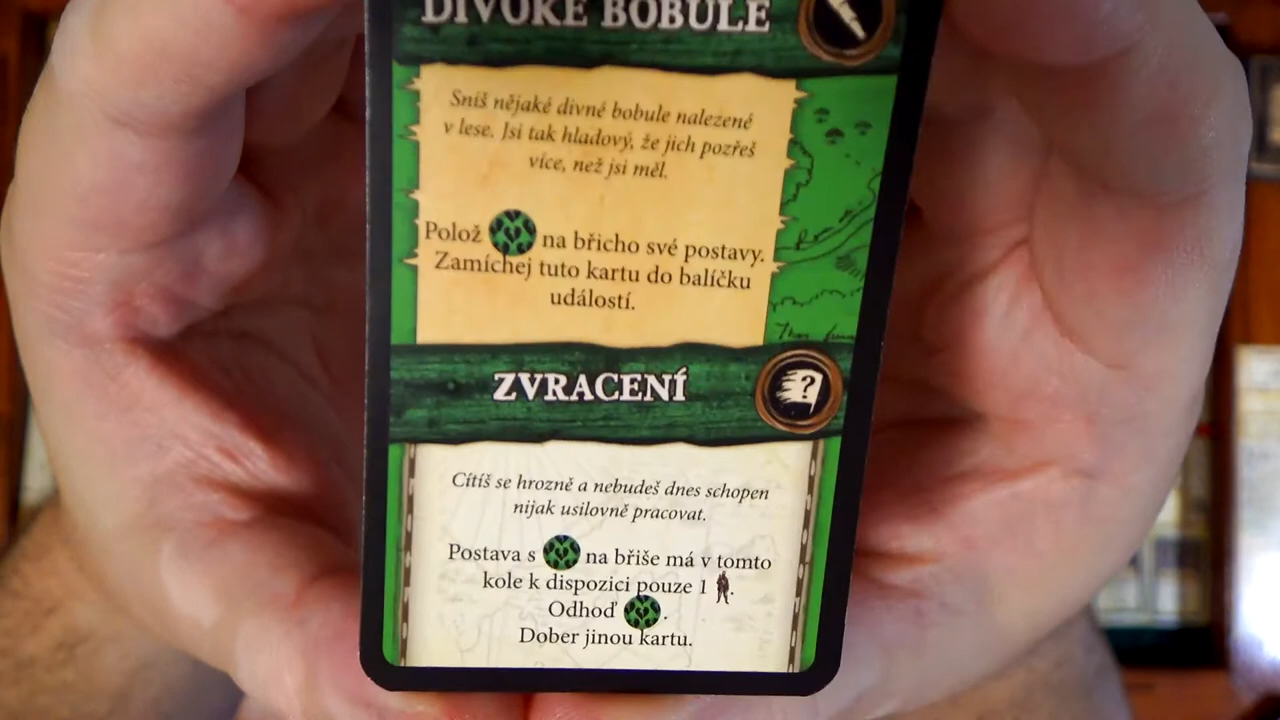 DIVOKÉ BOBULE
Sníš nějaké divné bobule nalezené
v lese. Jsi tak hladový, že jich pozřeš
více, než jsi měl.
Polož na břicho své postavy.
Zamíchej tuto kartu do balíčku
událostí.
ZVRACENÍ
?
Cítíš se hrozně a nebudeš dnes schopen
nijak usilovně pracovat.
Postava s na břiše má v tomto
kole k dispozici pouze 1 .
Odhoď .
Dober jinou kartu.